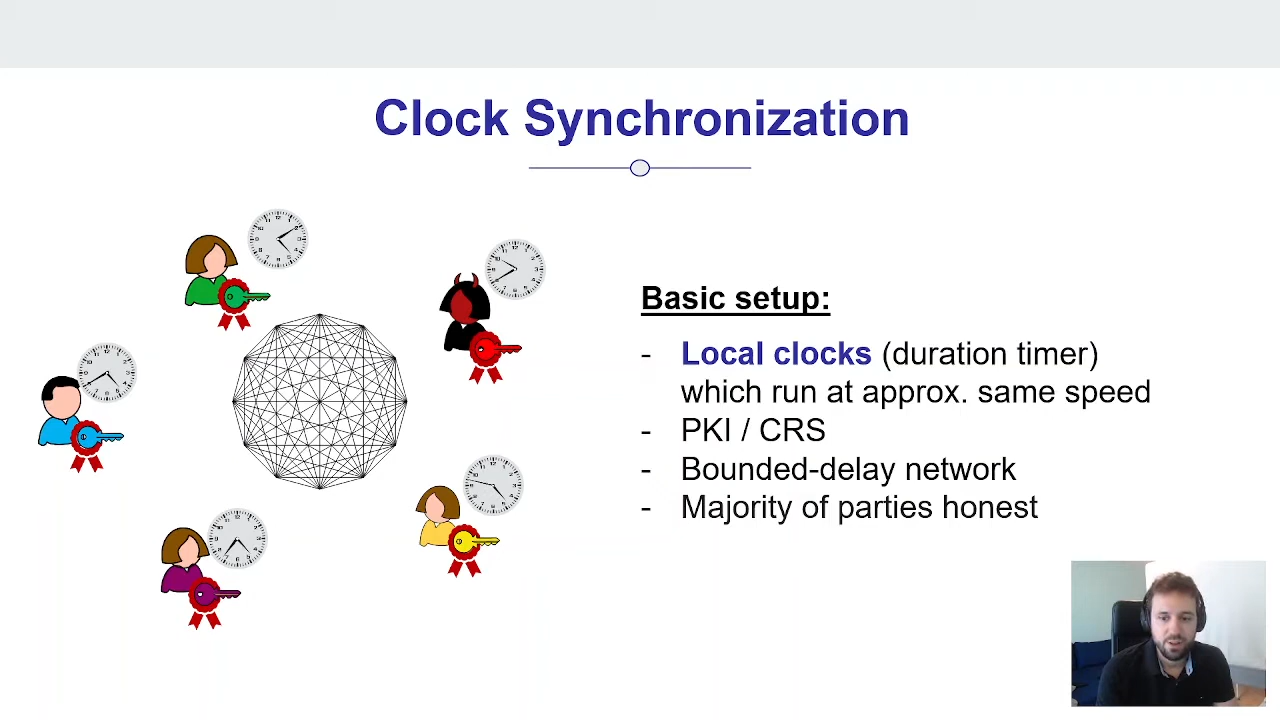 Clock Synchronization
Basic setup:
- Local clocks (duration timer)
which run at approx. same speed
- PKI / CRS
- Bounded-delay network
- Majority of parties honest